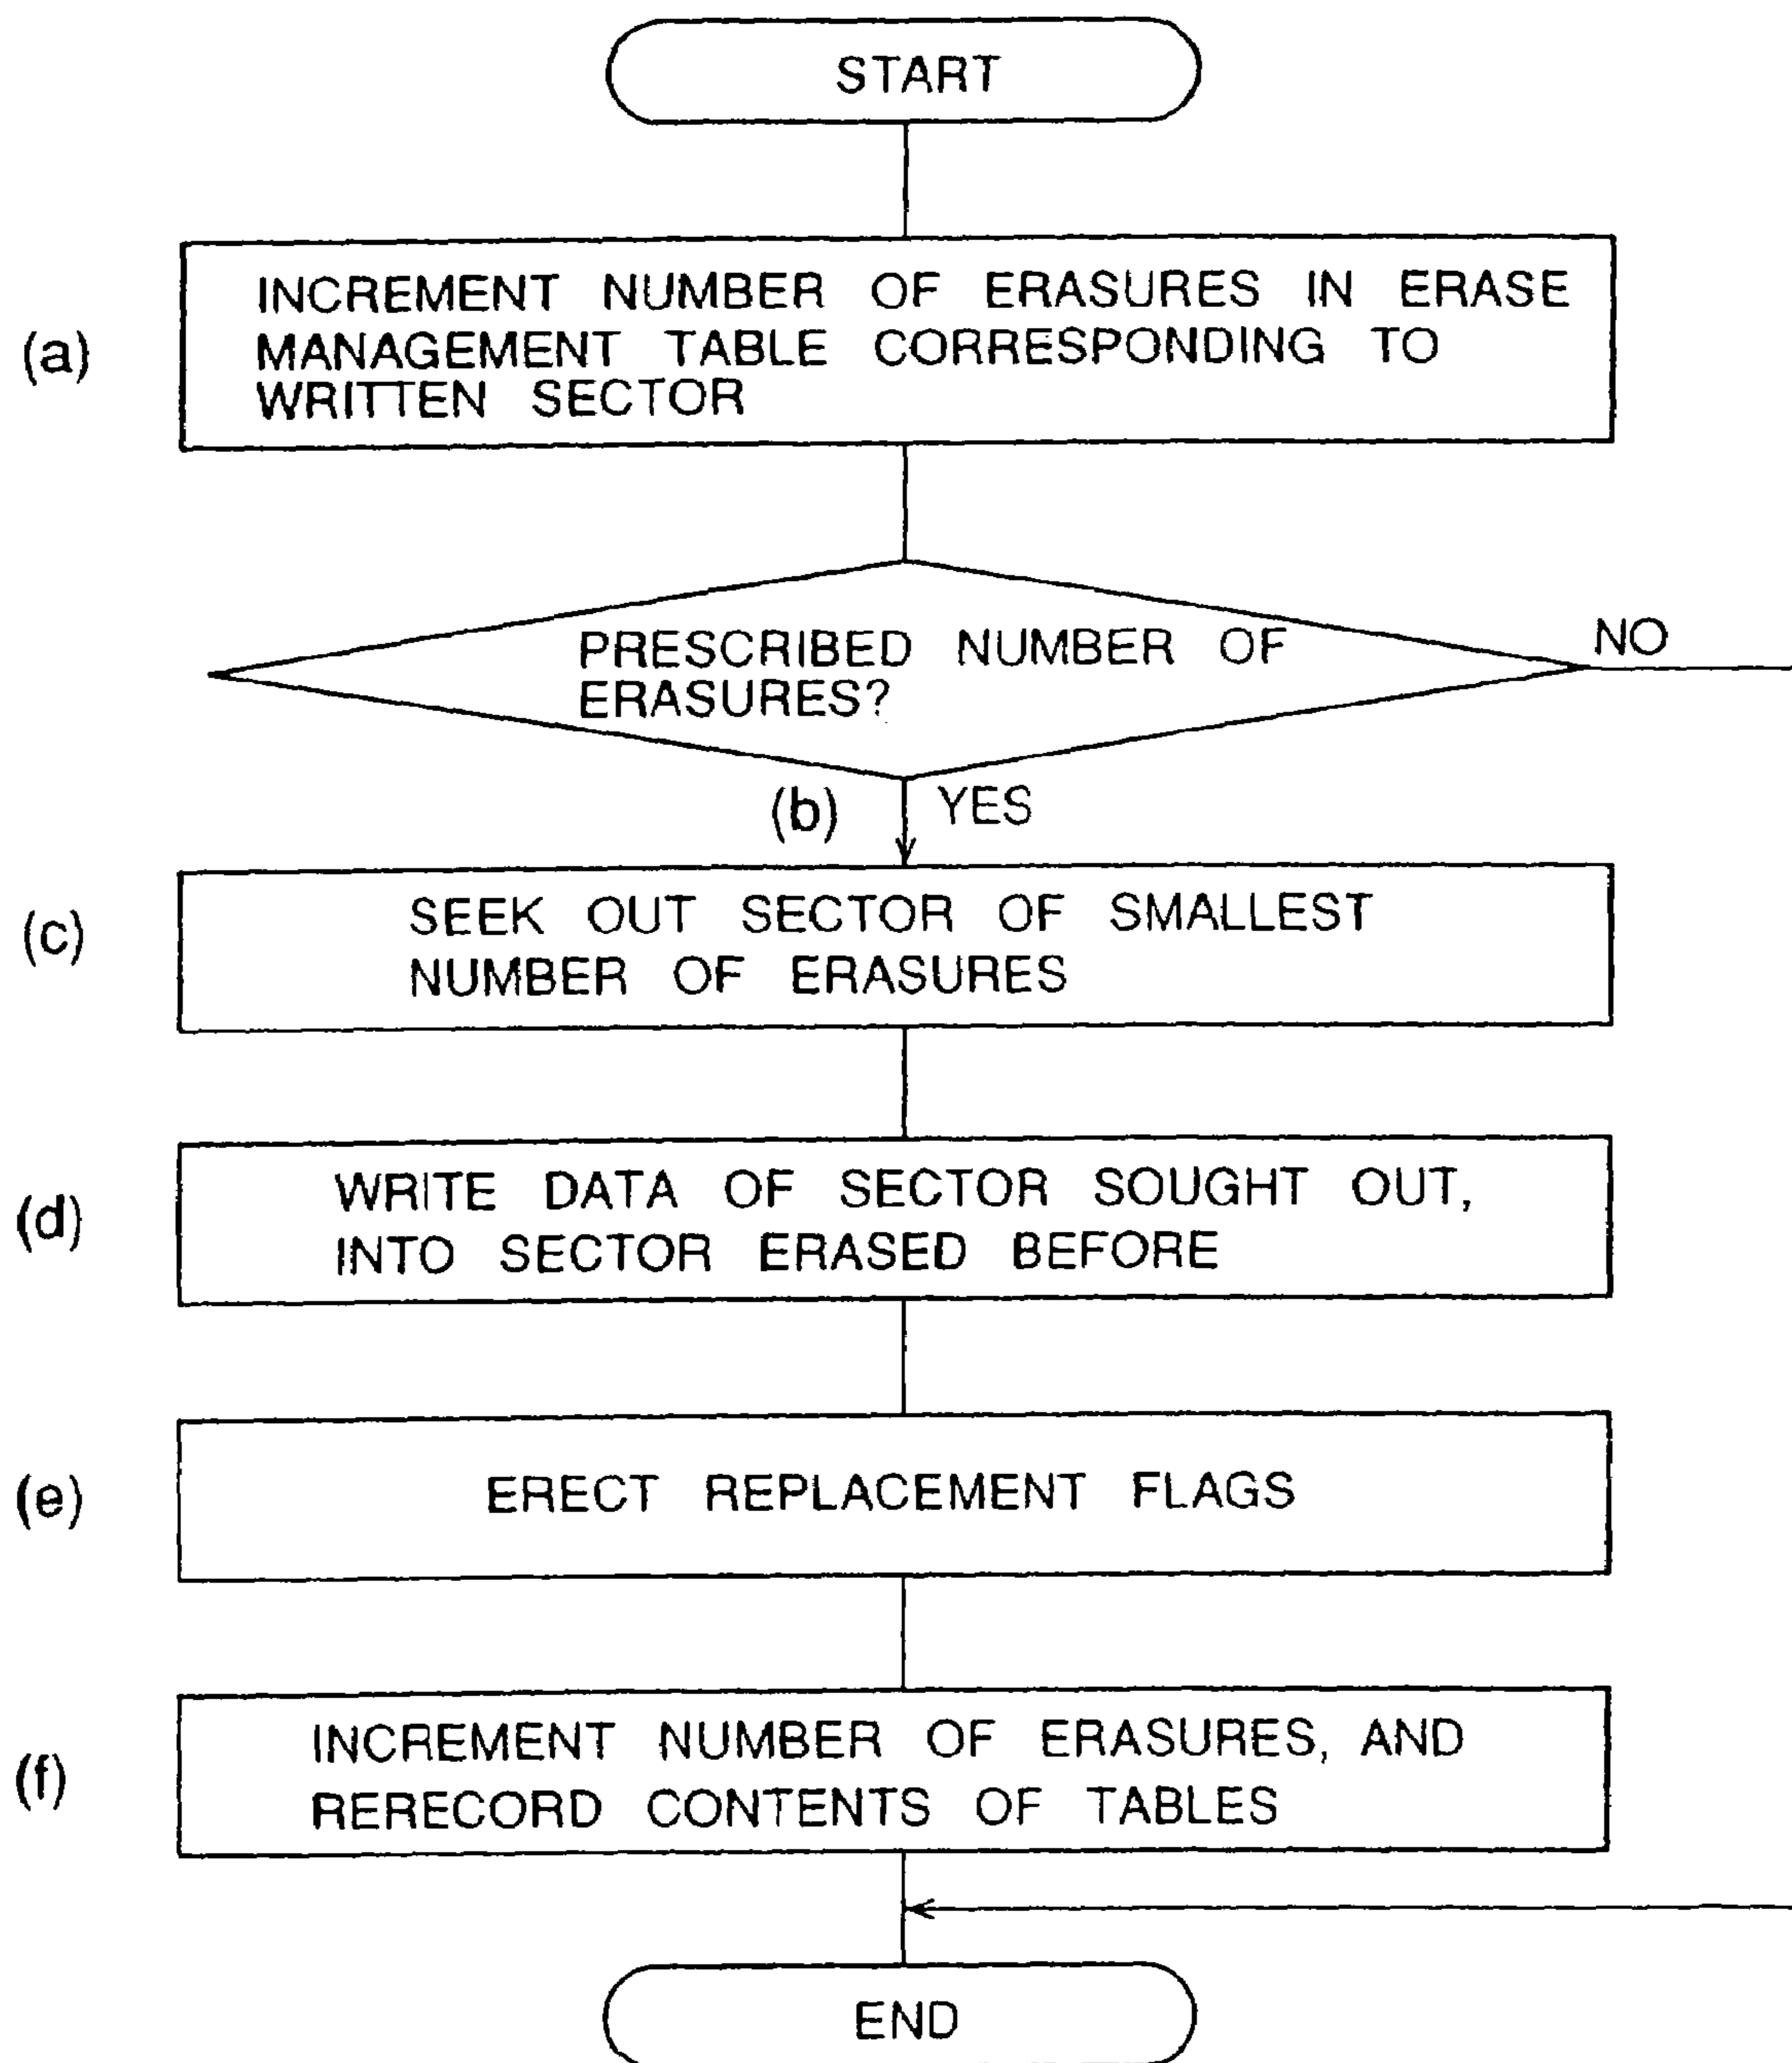 START
(a)
INCREMENT NUMBER OF ERASURES IN ERASE
MANAGEMENT TABLE CORRESPONDING TO
WRITTEN SECTOR
PRESCRIBED NUMBER OF
ERASURES?
NO
(b)
YES
(c)
SEEK OUT SECTOR OF SMALLEST
NUMBER OF ERASURES
(d)
WRITE DATA OF SECTOR SOUGHT OUT,
INTO SECTOR ERASED BEFORE
(e)
ERECT REPLACEMENT FLAGS
(f)
INCREMENT NUMBER OF ERASURES, AND
RERECORD CONTENTS OF TABLES
END